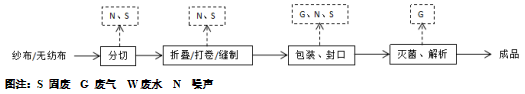 N、S N、S G、N、S G
纱布/无纺布 分切 折叠/打卷/缝制 包装、封口 灭菌、解析 成品
图注：S 固废 G 废气 W废水 N 噪声